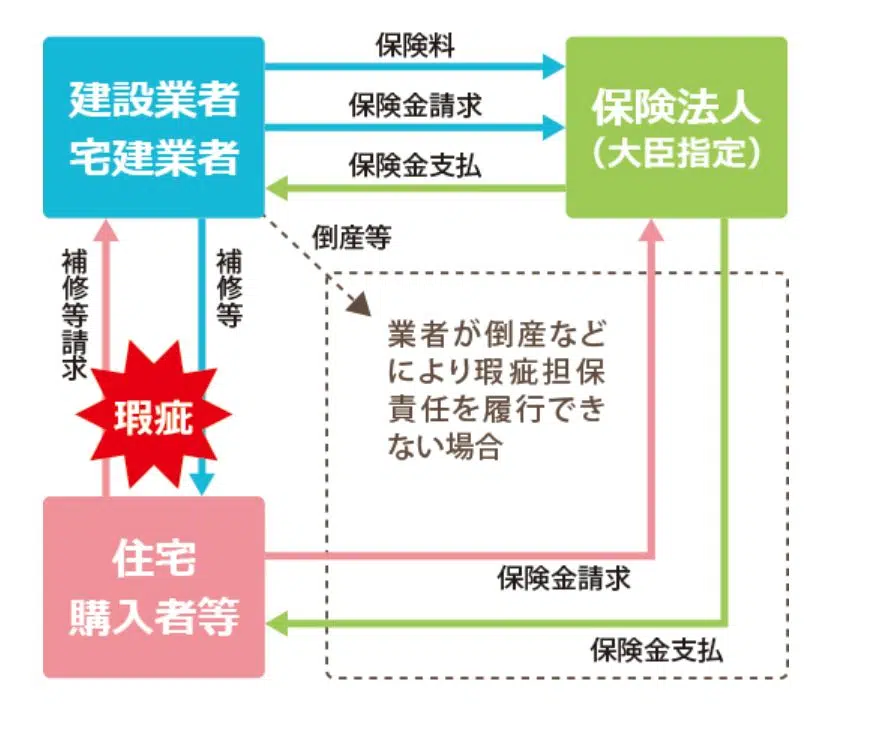 保険料
建設業者
宅建業者
保険金請求
保険法人
（大臣指定）
保険金支払
倒産等
補修等請求
補修等
業者が倒産など
により瑕疵担保
責任を履行でき
ない場合
瑕疵
住宅
購入者等
保険金請求
保険金支払